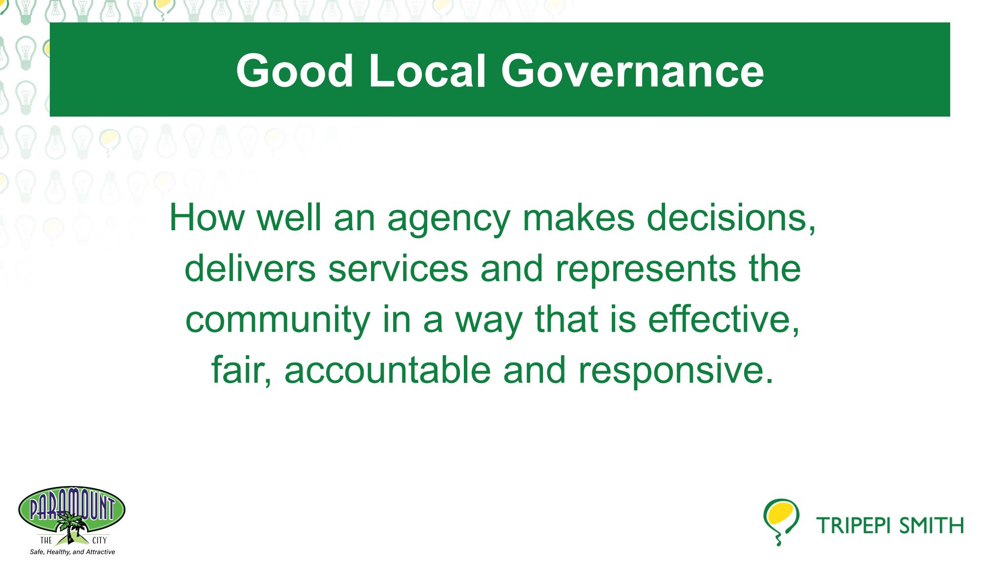 Good Local Governance
How well an agency makes decisions,
delivers services and represents the
community in a way that is effective,
fair, accountable and responsive.
PARAMOUNT
THE CITY
Safe, Healthy, and Attractive
TRIPEPI SMITH